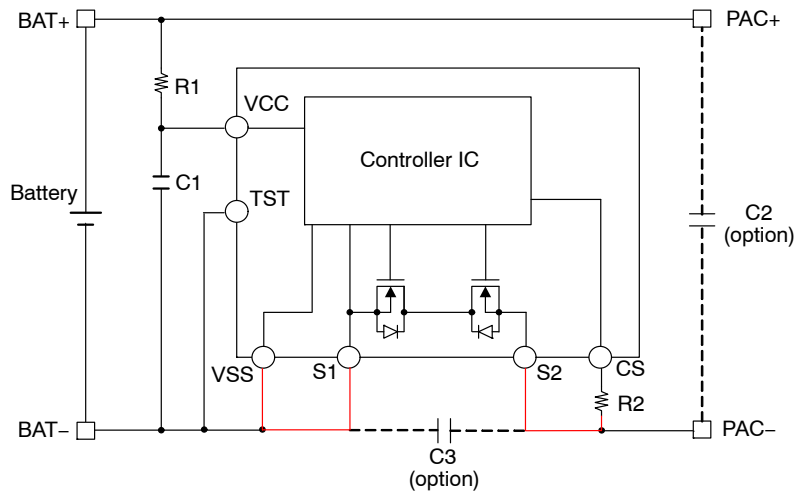 BAT+
PAC+
R1
VCC
Controller IC
C1
Battery
TST
C2
(option)
VSS
S1
S2
CS
R2
BAT−
C3
(option)
PAC−